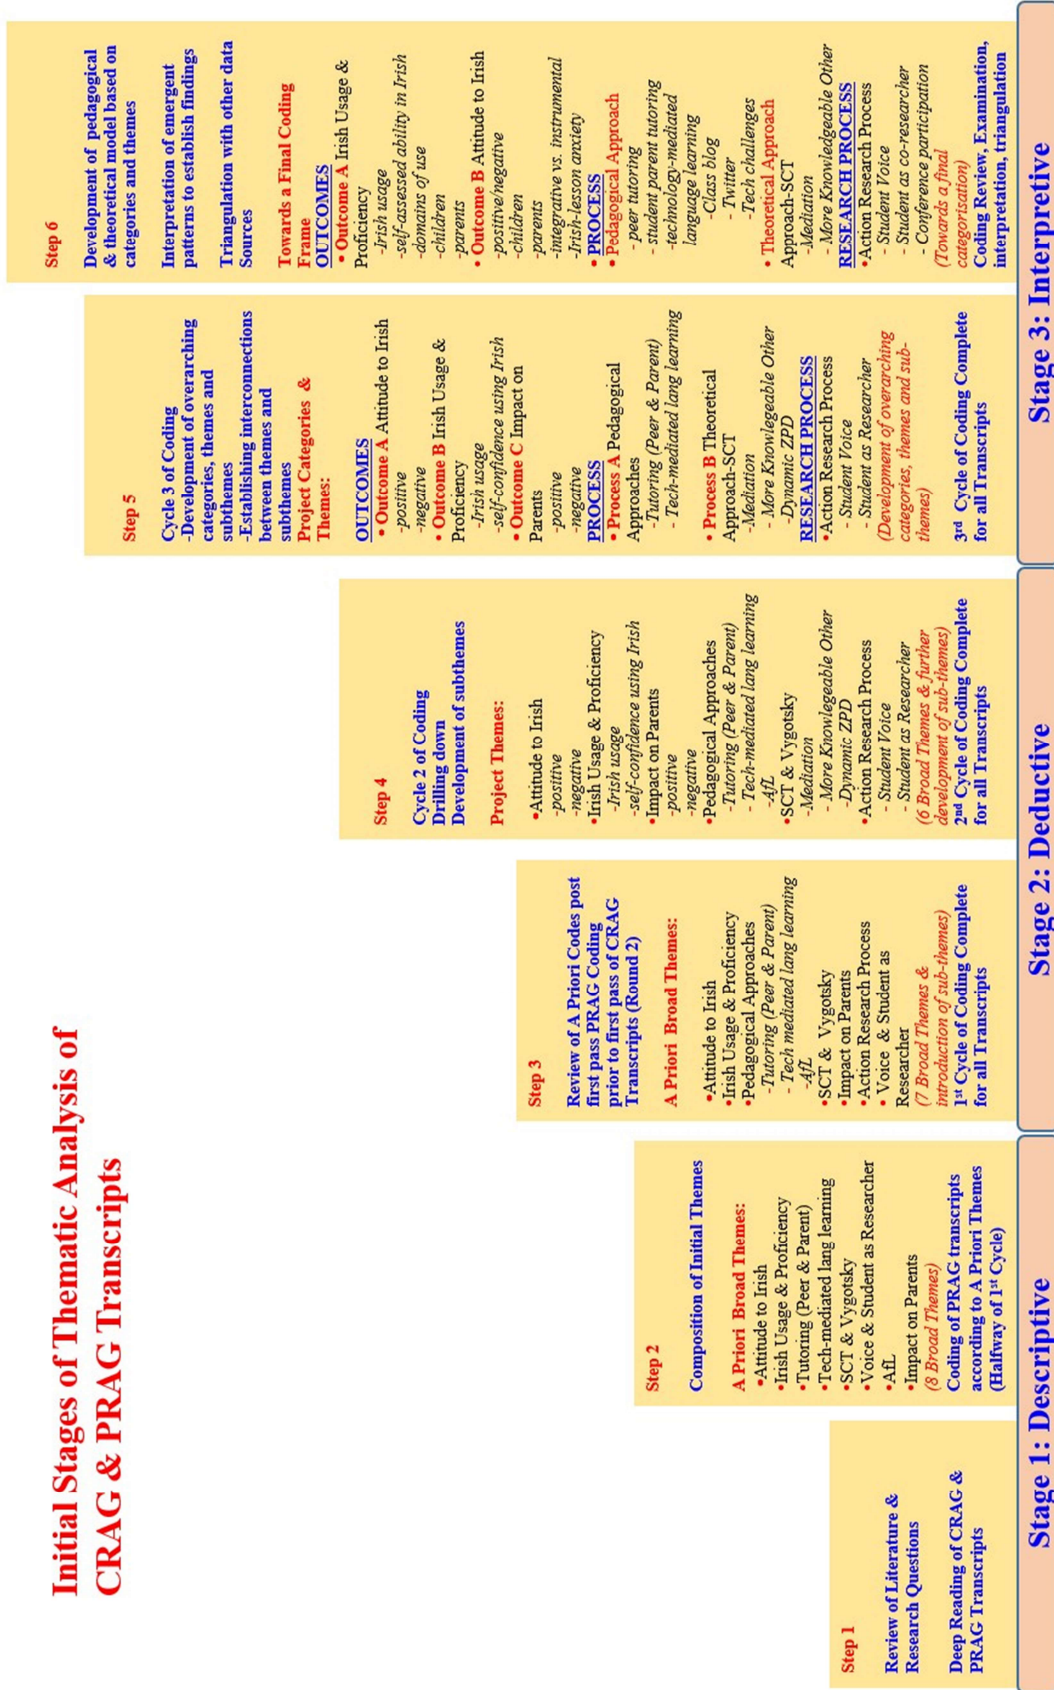 Initial Stages of Thematic Analysis of
CRAG & PRAG Transcripts
Step 1
Review of Literature &
Research Questions
Deep Reading of CRAG &
PRAG Transcripts
Step 2
Composition of Initial Themes
A Priori Broad Themes:
•Attitude to Irish
•Irish Usage & Proficiency
•Tutoring (Peer & Parent)
•Tech-mediated lang learning
•SCT & Vygotsky
•Voice & Student as Researcher
•AfL
•Impact on Parents
(8 Broad Themes)
Coding of PRAG transcripts
according to A Priori Themes
(Halfway of 1st Cycle)
Step 3
Review of A Priori Codes post
first pass PRAG Coding
prior to first pass of CRAG
Transcripts (Round 2)
A Priori Broad Themes:
•Attitude to Irish
•Irish Usage & Proficiency
•Pedagogical Approaches
-Tutoring (Peer & Parent)
- Tech mediated lang learning
-AfL
•SCT & Vygotsky
•Impact on Parents
•Action Research Process
• Voice & Student as
Researcher
(7 Broad Themes &
introduction of sub-themes)
1st Cycle of Coding Complete
for all Transcripts
Step 4
Cycle 2 of Coding
Drilling down
Development of subthemes
Project Themes:
•Attitude to Irish
-positive
-negative
•Irish Usage & Proficiency
-Irish usage
-self-confidence using Irish
•Impact on Parents
-positive
-negative
•Pedagogical Approaches
-Tutoring (Peer & Parent)
- Tech-mediated lang learning
-AfL
•SCT & Vygotsky
-Mediation
- More Knowlegeable Other
-Dynamic ZPD
•Action Research Process
- Student Voice
- Student as Researcher
(6 Broad Themes & further
development of sub-themes)
2nd Cycle of Coding Complete
for all Transcripts
Step 5
Cycle 3 of Coding
-Development of overarching
categories, themes and
subthemes
-Establishing interconnections
between themes and
subthemes
Project Categories &
Themes:
OUTCOMES
• Outcome A Attitude to Irish
-positive
-negative
• Outcome B Irish Usage &
Proficiency
-Irish usage
-self-confidence using Irish
• Outcome C Impact on
Parents
-positive
-negative
PROCESS
• Process A Pedagogical
Approaches
-Tutoring (Peer & Parent)
- Tech-mediated lang learning
• Process B Theoretical
Approach-SCT
-Mediation
- More Knowlegeable Other
-Dynamic ZPD
RESEARCH PROCESS
•Action Research Process
- Student Voice
- Student as Researcher
(Development of overarching
categories, themes and sub-
themes)
3rd Cycle of Coding Complete
for all Transcripts
Step 6
Development of pedagogical
& theoretical model based on
categories and themes
Interpretation of emergent
patterns to establish findings
Triangulation with other data
Sources
Towards a Final Coding
Frame
OUTCOMES
• Outcome A Irish Usage &
Proficiency
-Irish usage
-self-assessed ability in Irish
-domains of use
-children
-parents
• Outcome B Attitude to Irish
-positive/negative
-children
-parents
-integrative vs. instrumental
-Irish-lesson anxiety
• PROCESS
• Pedagogical Approach
- peer tutoring
- student parent tutoring
-technology-mediated
language learning
-Class blog
- Twitter
-Tech challenges
• Theoretical Approach
Approach-SCT
-Mediation
- More Knowledgeable Other
RESEARCH PROCESS
•Action Research Process
- Student Voice
- Student as co-researcher
- Conference participation
(Towards a final
categorisation)
Coding Review, Examination,
interpretation, triangulation
Stage 1: Descriptive
Stage 2: Deductive
Stage 3: Interpretive